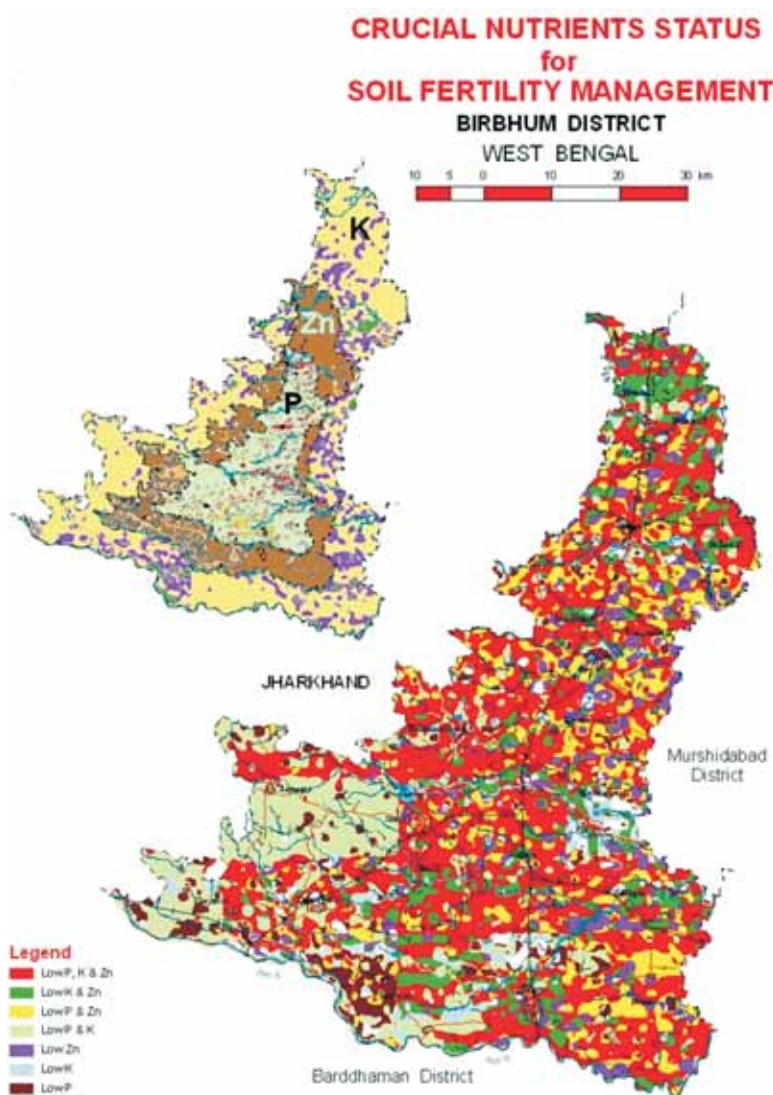 CRUCIAL NUTRIENTS STATUS
for
SOIL FERTILITY MANAGEMENT
BIRBHUM DISTRICT
WEST BENGAL
10 5 0 10 20 30 km
K
Zn
P
JHARKHAND
Murshidabad
District
Legend
Low P, K & Zn
Low K & Zn
Low P & Zn
Low P & K
Low Zn
Low K
Low P
Barddhaman District